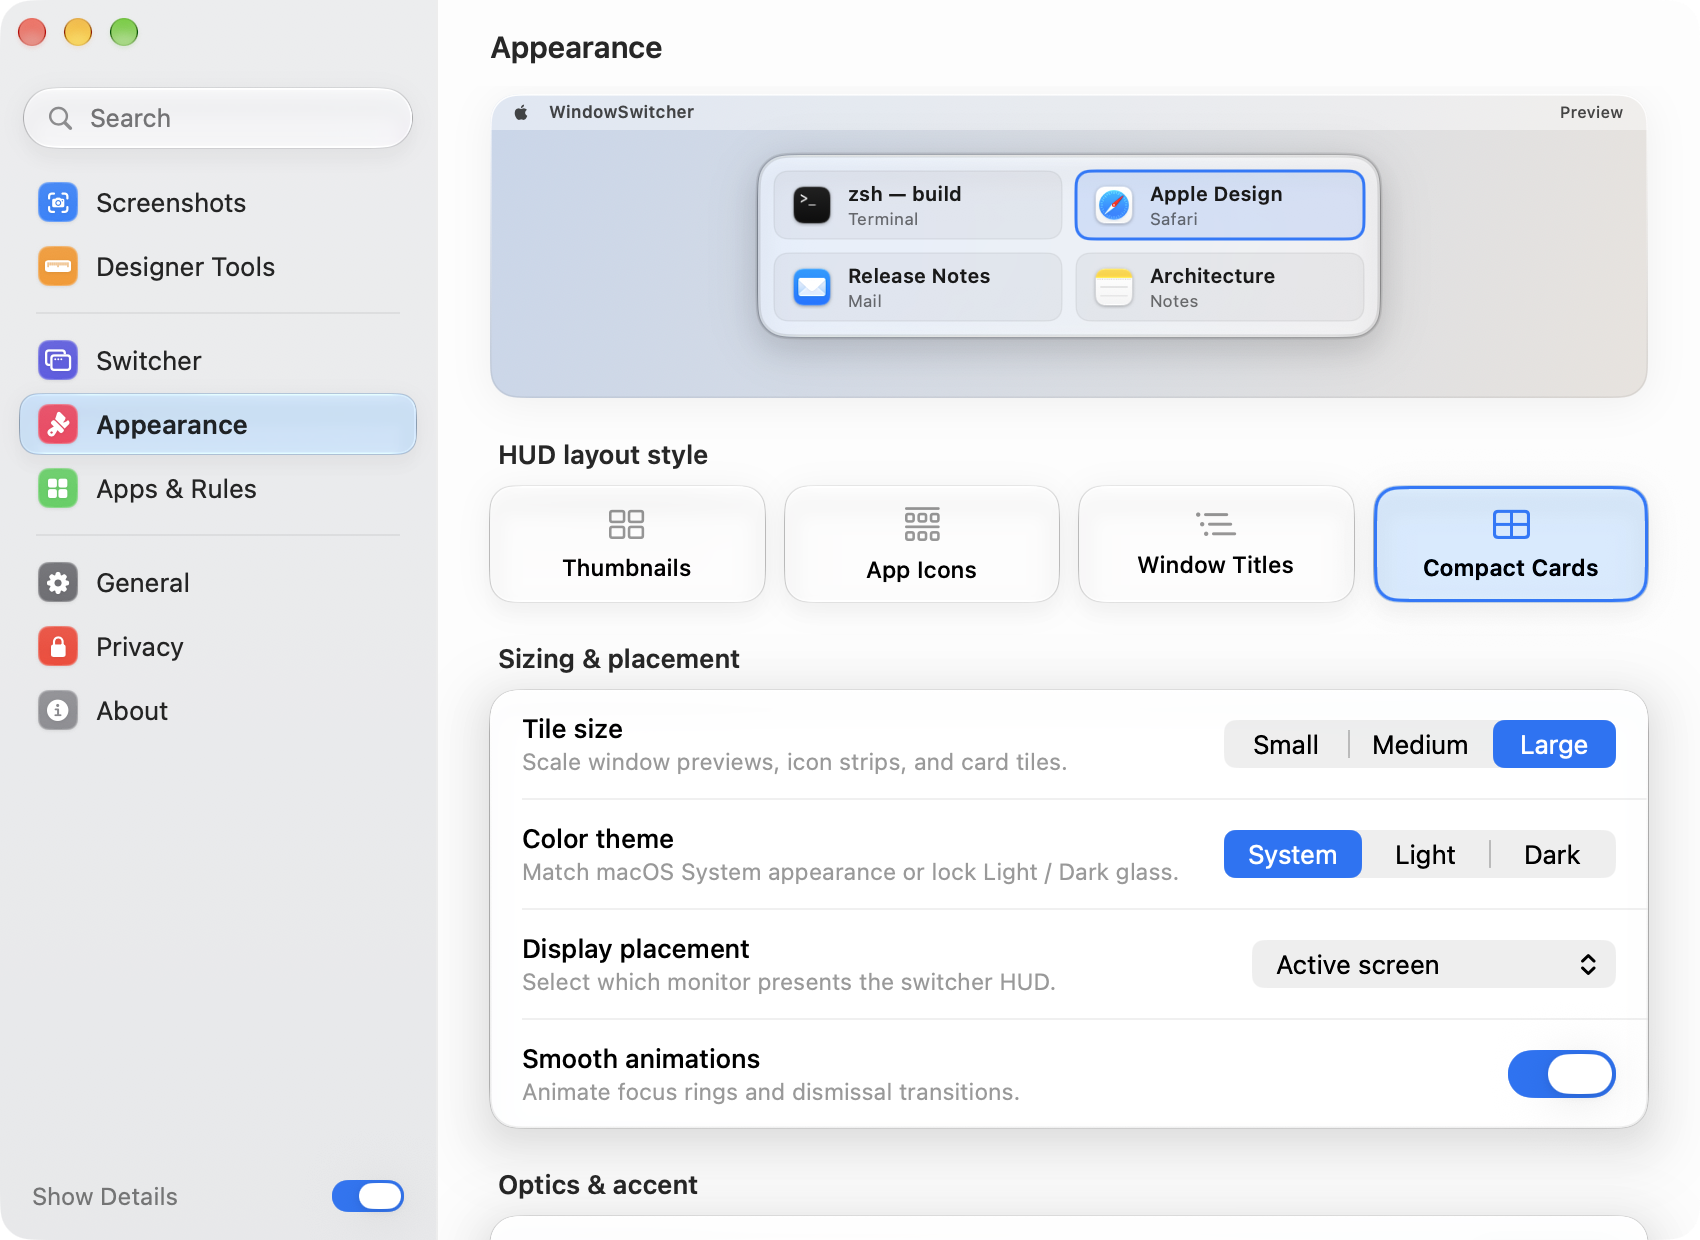 Search
Screenshots
Designer Tools
Switcher
Appearance
Apps & Rules
General
Privacy
About
Show Details
Appearance
WindowSwitcher
Preview
zsh — build
Terminal
Apple Design
Safari
Release Notes
Mail
Architecture
Notes
HUD layout style
Thumbnails
App Icons
Window Titles
Compact Cards
Sizing & placement
Tile size
Scale window previews, icon strips, and card tiles.
Small
Medium
Large
Color theme
Match macOS System appearance or lock Light / Dark glass.
System
Light
Dark
Display placement
Select which monitor presents the switcher HUD.
Active screen
Smooth animations
Animate focus rings and dismissal transitions.
Optics & accent